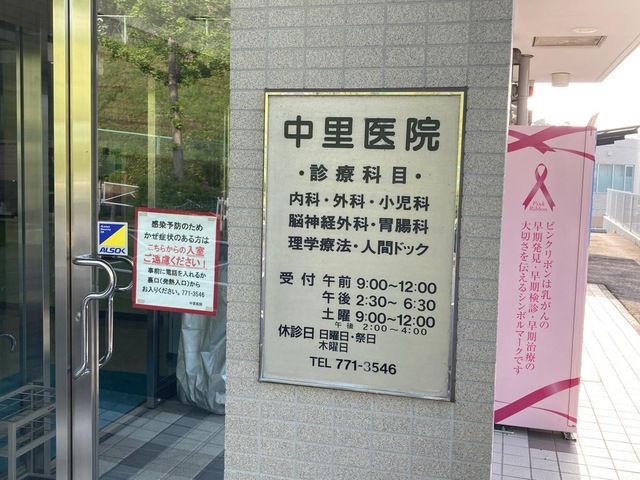 中里医院
・診療科目・
内科・外科・小児科
脳神経外科・胃腸科
理学療法・人間ドック
受付 午前 9:00~12:00
午後 2:30~6:30
土曜 9:00~12:00
午後 2:00~4:00
休診日 日曜日・祭日
木曜日
TEL 771-3546
感染予防のため
かぜ症状のある方は
こちらからの入室
ご遠慮ください!
事前に電話を入れるか
裏口(発熱入口)から
お入りください。771-3546
中里医院
ALSOK
Pink
Ribbon
ピンクリボンは乳がんの
早期発見・早期検診・早期治療の
大切さを伝えるシンボルマークです